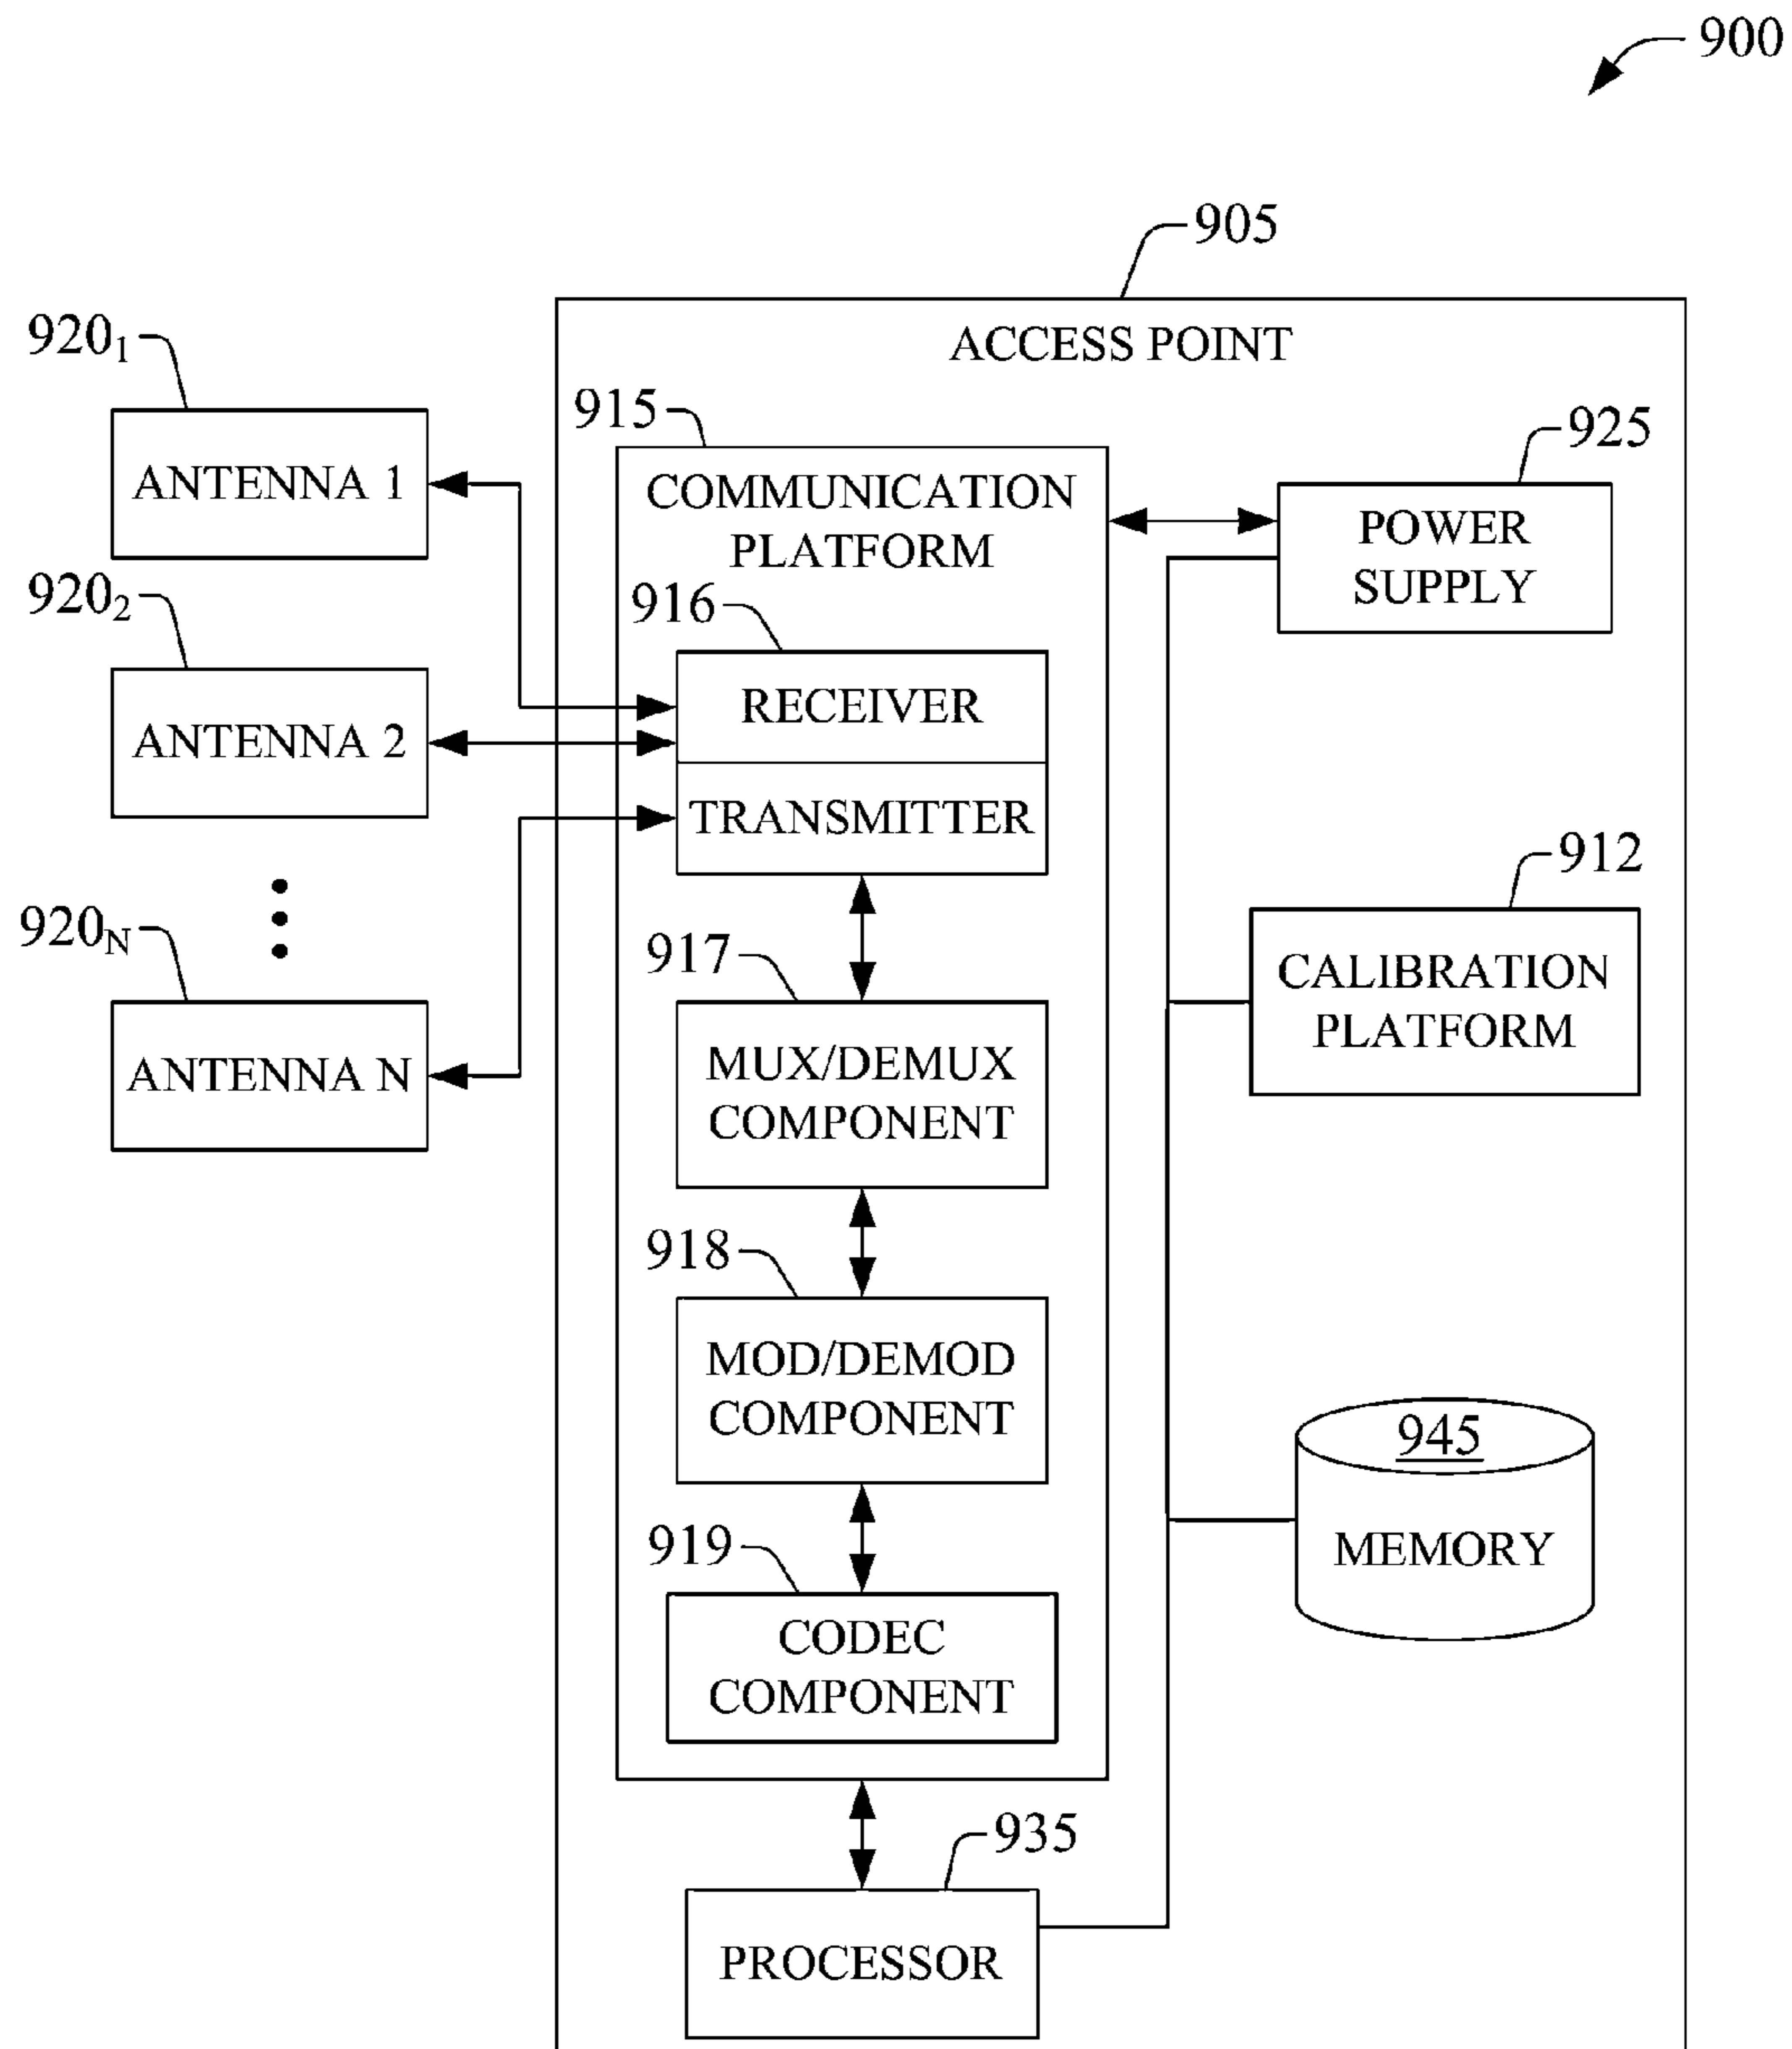 900
905
ACCESS POINT
920₁
ANTENNA 1
920₂
ANTENNA 2
920N
ANTENNA N
915
COMMUNICATION
PLATFORM
916
RECEIVER
TRANSMITTER
917
MUX/DEMUX
COMPONENT
918
MOD/DEMOD
COMPONENT
919
CODEC
COMPONENT
935
PROCESSOR
925
POWER
SUPPLY
912
CALIBRATION
PLATFORM
945
MEMORY